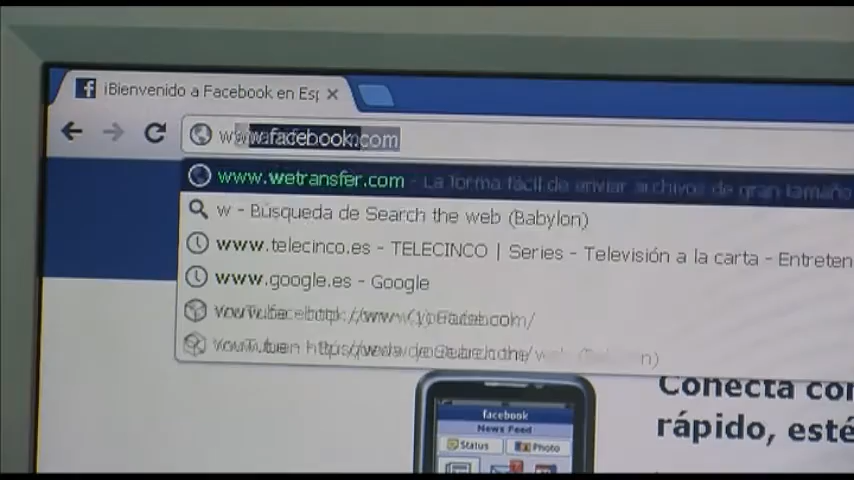 ¡Bienvenido a Facebook en Esp
www.facebook.com
www.wetransfer.com - La forma fácil de enviar archivos de gran tamaño
w - Búsqueda de Search the web (Babylon)
www.telecinco.es - TELECINCO | Series - Televisión a la carta - Entreten
www.google.es - Google
Conecta con
rápido, esté
facebook
News Feed
Status
Photo